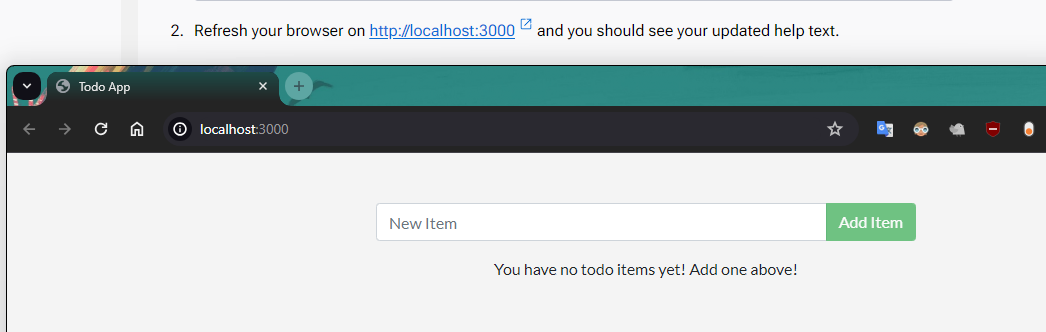 2. Refresh your browser on http://localhost:3000 and you should see your updated help text.
Todo App
localhost:3000
New Item
Add Item
You have no todo items yet! Add one above!